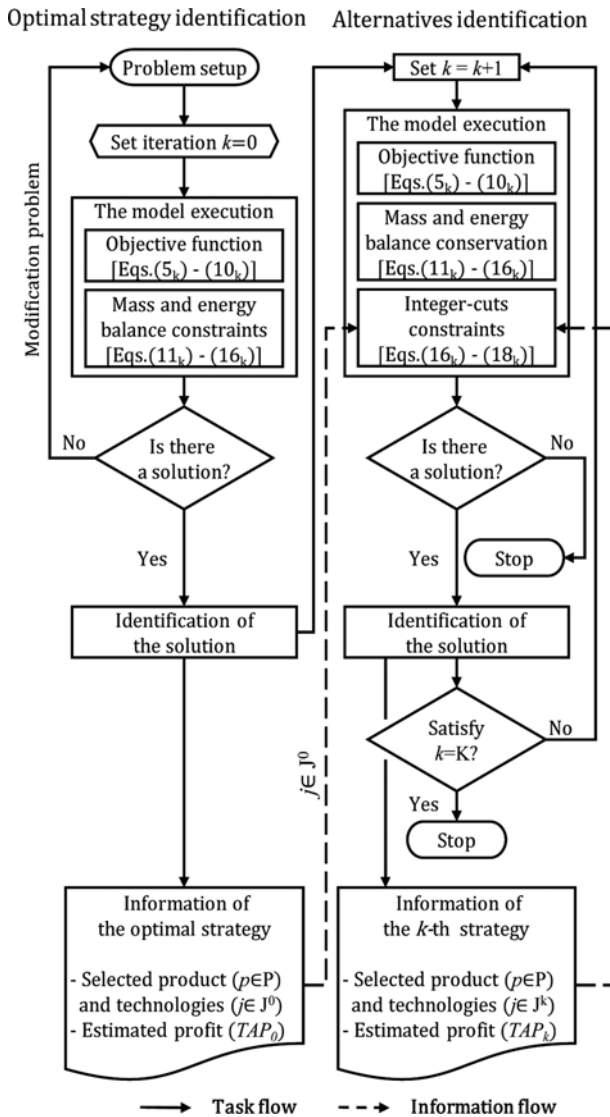 Optimal strategy identification
Problem setup
Set iteration k=0
The model execution
Objective function
[Eqs.(5k) - (10k)]
Mass and energy
balance constraints
[Eqs.(11k) - (16k)]
Modification problem
No
Is there
a solution?
Yes
Identification of
the solution
Information of
the optimal strategy
- Selected product (p∈P)
and technologies (j∈ J⁰)
- Estimated profit (TAP₀)
Alternatives identification
Set k = k+1
The model execution
Objective function
[Eqs.(5k) - (10k)]
Mass and energy
balance conservation
[Eqs.(11k) - (16k)]
Integer-cuts
constraints
[Eqs.(16k) - (18k)]
Is there
a solution?
No
Yes
Stop
Identification of
the solution
Satisfy
k=K?
No
Yes
Stop
j∈ J⁰
Information of
the k-th strategy
- Selected product (p∈P)
and technologies (j∈ Jᵏ)
- Estimated profit (TAPₖ)
Task flow
Information flow